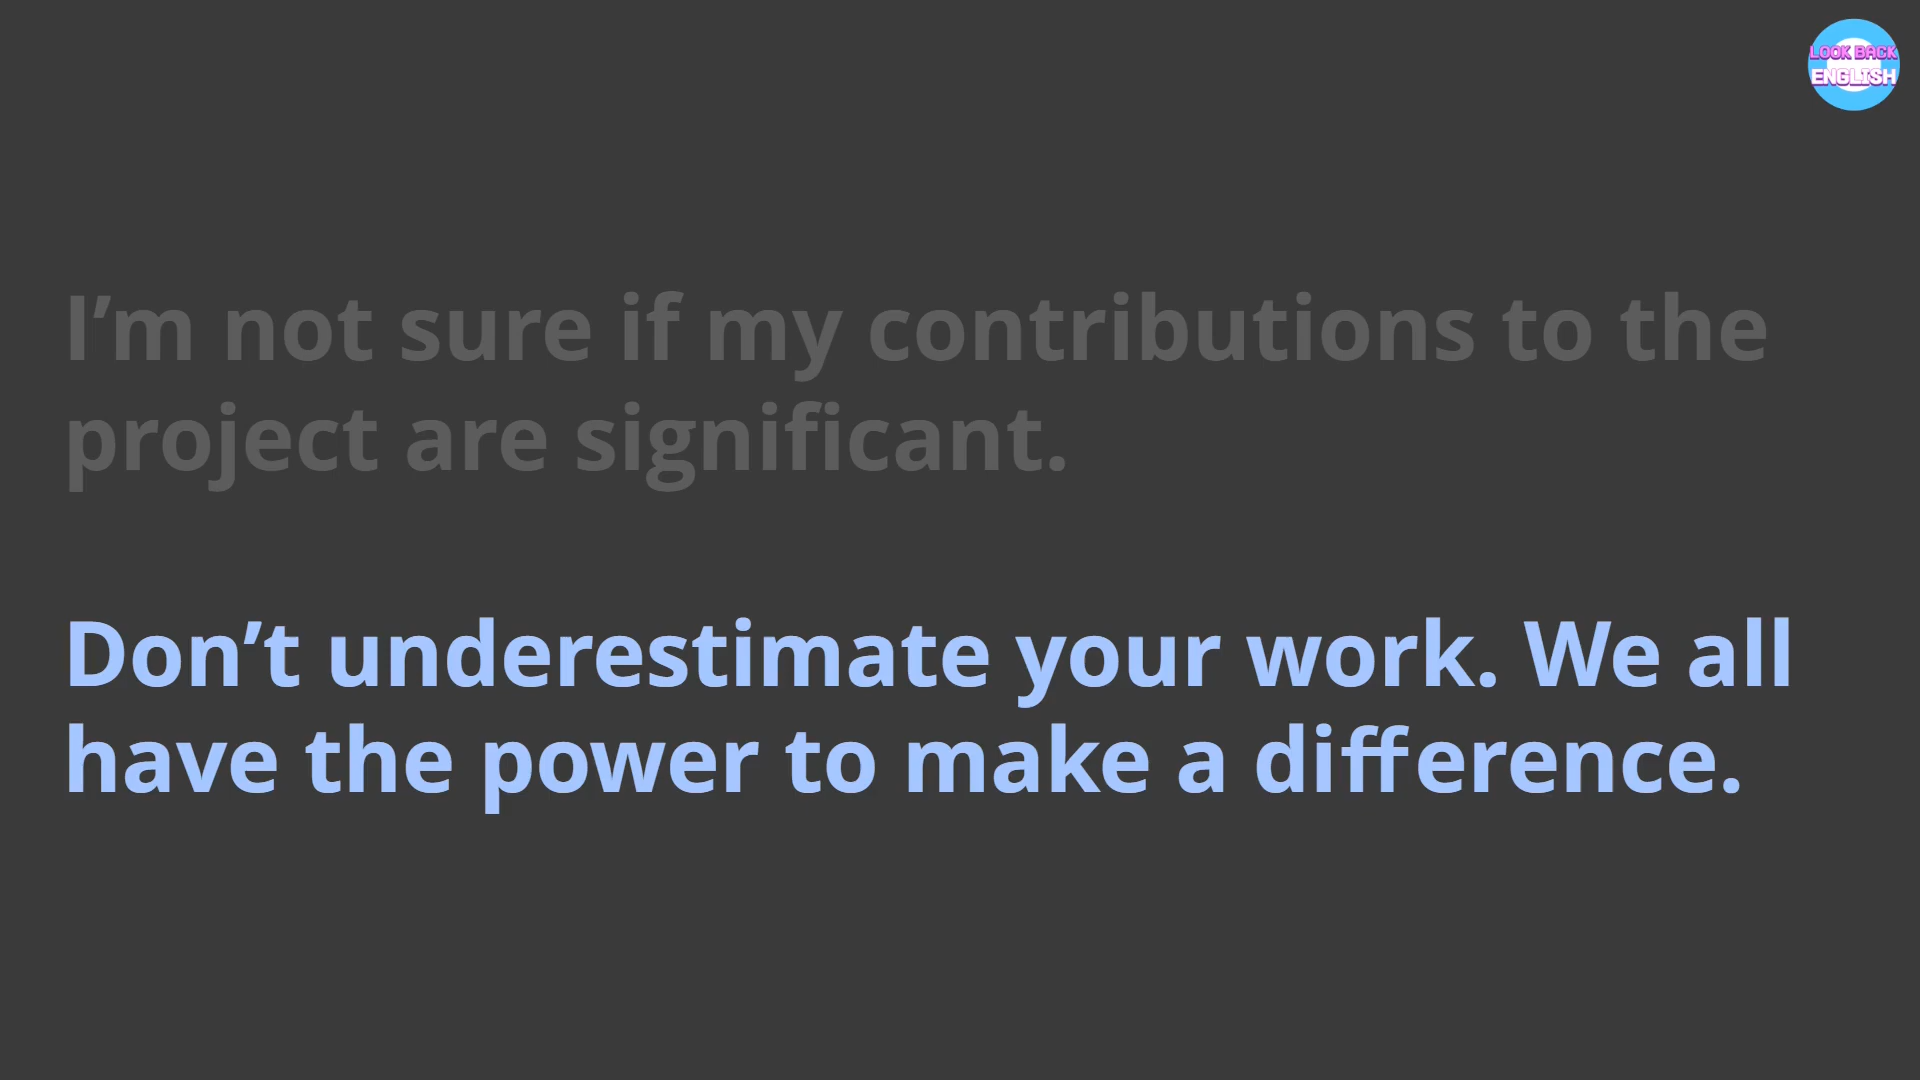 LOOK BACK
ENGLISH
I’m not sure if my contributions to the
project are significant.
Don’t underestimate your work. We all
have the power to make a difference.